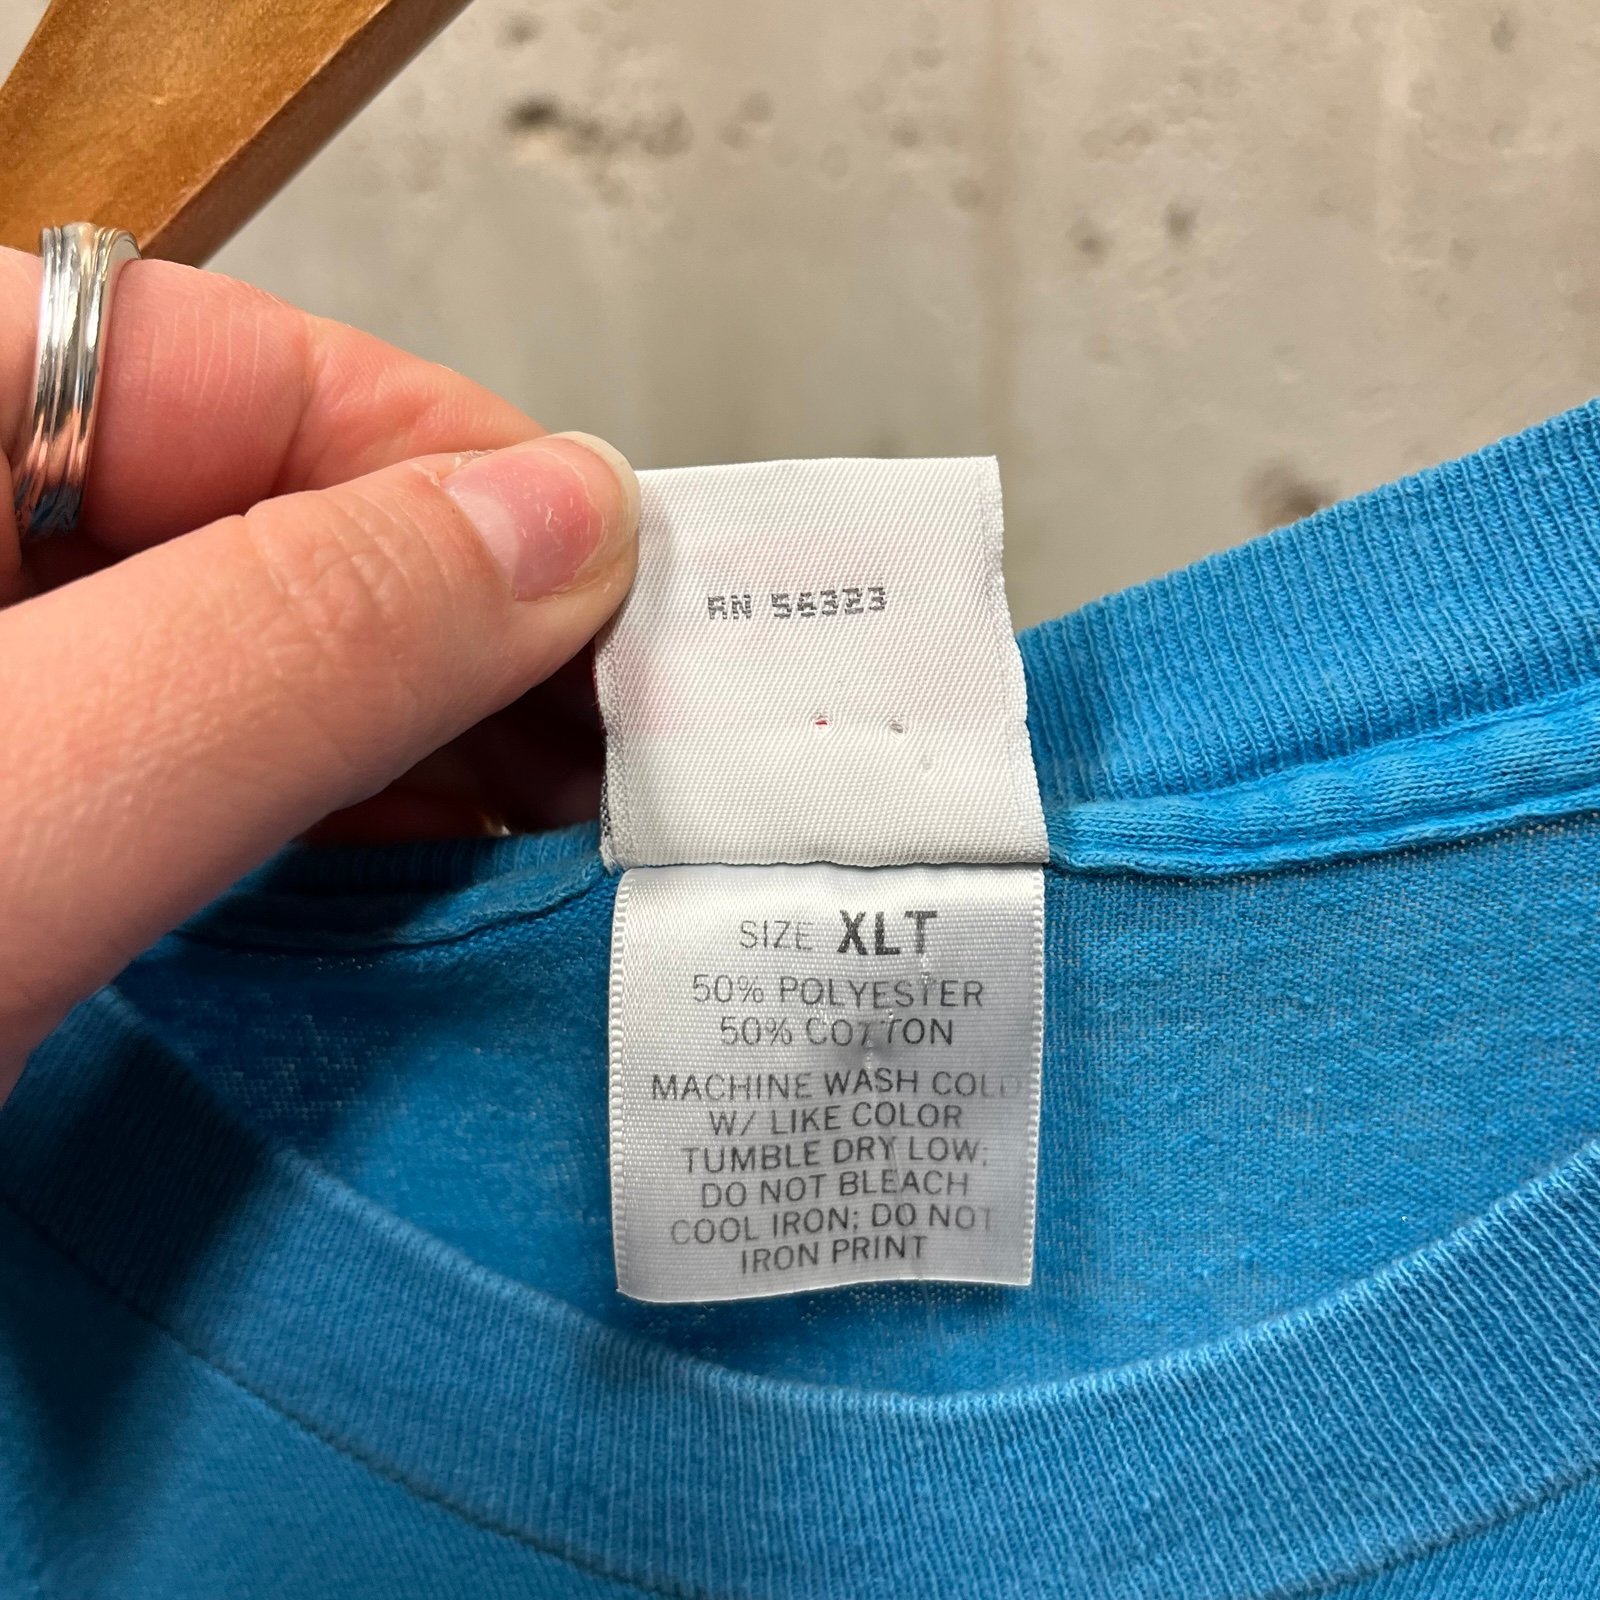 RN 56323
SIZE XLT
50% POLYESTER
50% COTTON
MACHINE WASH COLD
W/ LIKE COLOR
TUMBLE DRY LOW;
DO NOT BLEACH
COOL IRON; DO NOT
IRON PRINT